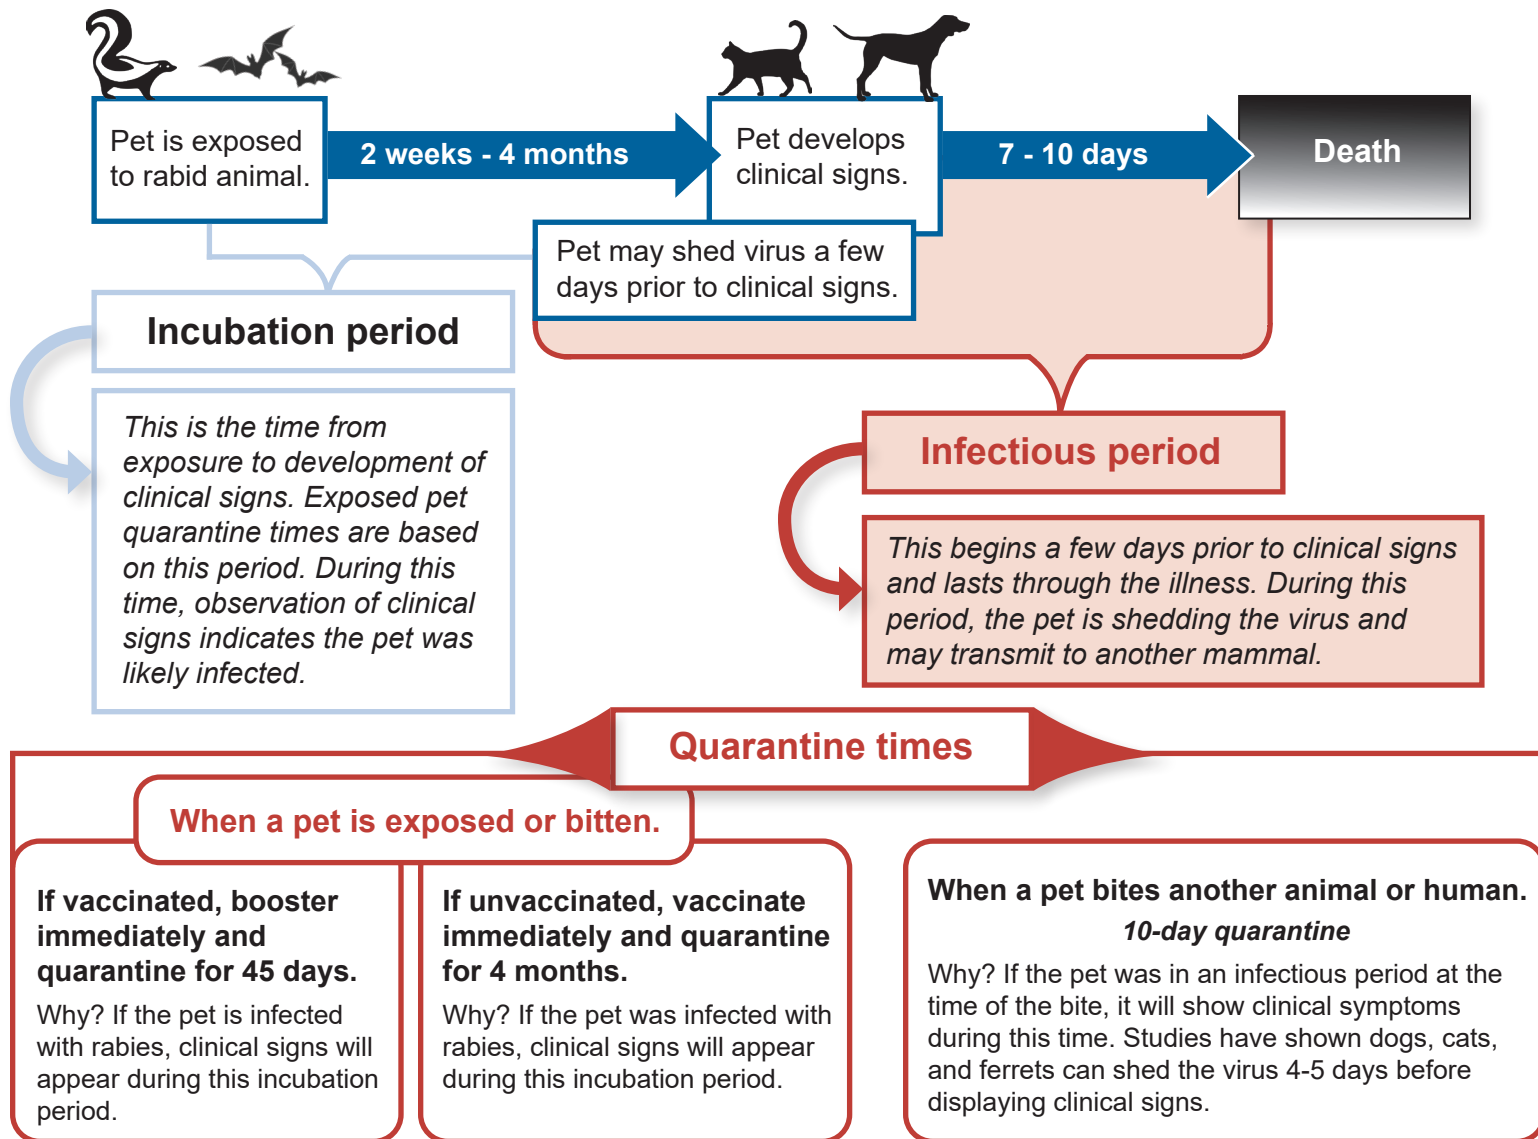 Pet is exposed
to rabid animal.
2 weeks - 4 months
Pet develops
clinical signs.
7 - 10 days
Death
Pet may shed virus a few
days prior to clinical signs.
Incubation period
This is the time from
exposure to development of
clinical signs. Exposed pet
quarantine times are based
on this period. During this
time, observation of clinical
signs indicates the pet was
likely infected.
Infectious period
This begins a few days prior to clinical signs
and lasts through the illness. During this
period, the pet is shedding the virus and
may transmit to another mammal.
Quarantine times
When a pet is exposed or bitten.
If vaccinated, booster
immediately and
quarantine for 45 days.
Why? If the pet is infected
with rabies, clinical signs will
appear during this incubation
period.
If unvaccinated, vaccinate
immediately and quarantine
for 4 months.
Why? If the pet was infected with
rabies, clinical signs will appear
during this incubation period.
When a pet bites another animal or human.
10-day quarantine
Why? If the pet was in an infectious period at the
time of the bite, it will show clinical symptoms
during this time. Studies have shown dogs, cats,
and ferrets can shed the virus 4-5 days before
displaying clinical signs.